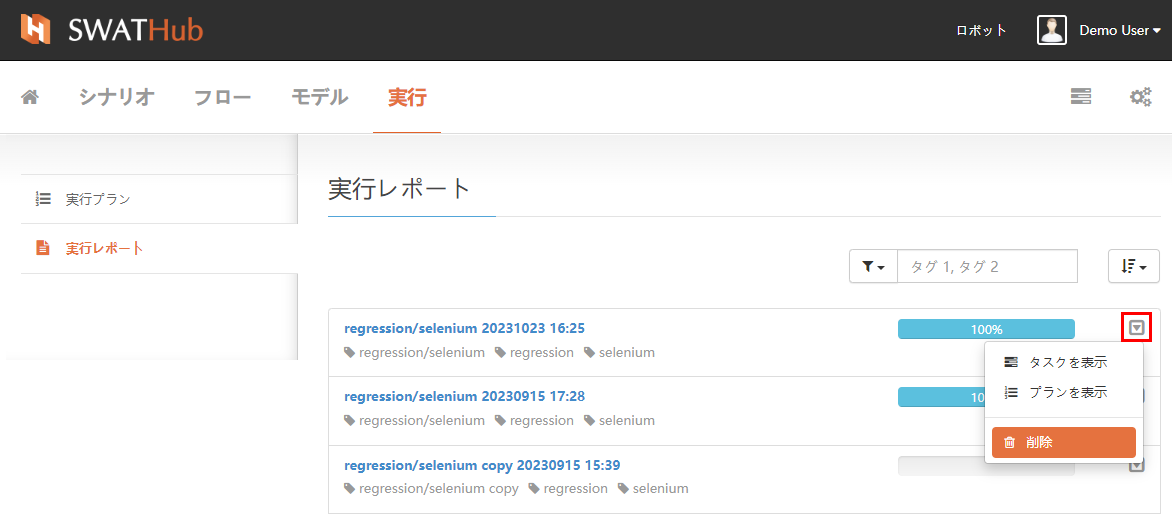 SWATHub
ロボット Demo User
シナリオ フロー モデル 実行
実行プラン
実行レポート
実行レポート
タグ 1, タグ 2
regression/selenium 20231023 16:25
100%
regression/selenium regression selenium
タスクを表示
プランを表示
削除
regression/selenium 20230915 17:28
10
regression/selenium regression selenium
regression/selenium copy 20230915 15:39
regression/selenium copy regression selenium